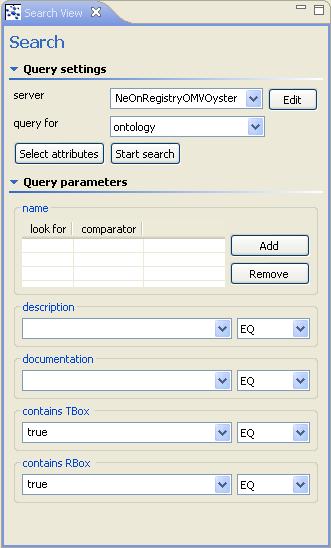 Search View
Search
Query settings
server NeOnRegistryOMVOyster Edit
query for ontology
Select attributes Start search
Query parameters
name
look for comparator
Add
Remove
description
EQ
documentation
EQ
contains TBox
true EQ
contains RBox
true EQ